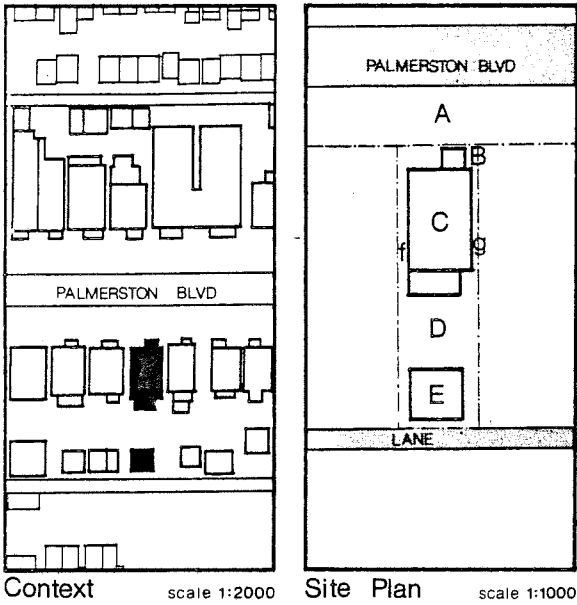 PALMERSTON BLVD
Context scale 1:2000
PALMERSTON BLVD
A
B
C
f
g
D
E
LANE
Site Plan scale 1:1000